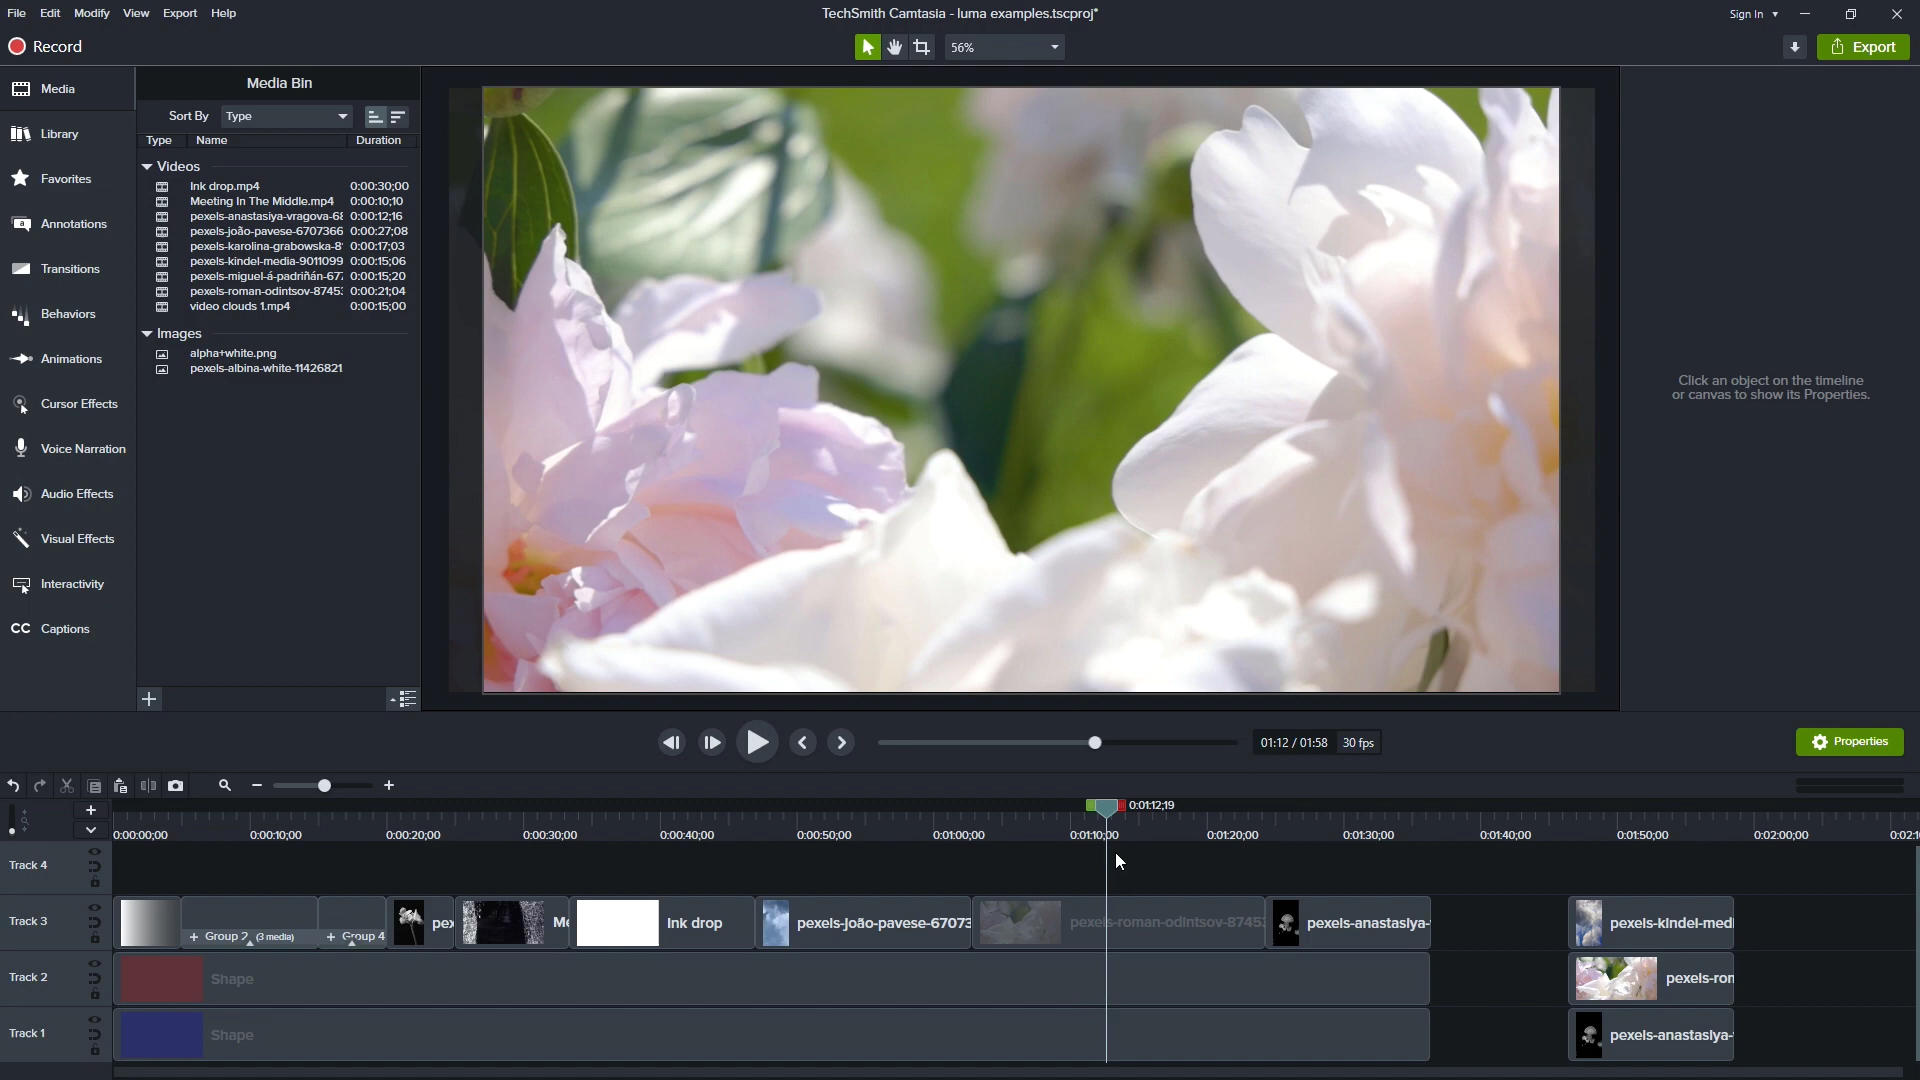 File Edit Modify View Export Help
TechSmith Camtasia - luma examples.tscproj*
Sign In
Record
56%
Export
Media
Library
Favorites
Annotations
Transitions
Behaviors
Animations
Cursor Effects
Voice Narration
Audio Effects
Visual Effects
Interactivity
CC Captions
Media Bin
Sort By Type
Type Name Duration
Videos
Ink drop.mp4 0:00:30;00
Meeting In The Middle.mp4 0:00:10;10
pexels-anastasiya-vragova-68 0:00:12;16
pexels-joão-pavese-6707366 0:00:27;08
pexels-karolina-grabowska-8 0:00:17;03
pexels-kindel-media-9011099 0:00:15;06
pexels-miguel-á-padriñán-677 0:00:15;20
pexels-roman-odintsov-8745 0:00:21;04
video clouds 1.mp4 0:00:15;00
Images
alpha+white.png
pexels-albina-white-11426821
Click an object on the timeline
or canvas to show its Properties.
01:12 / 01:58 30 fps
Properties
0:01:12;19
0:00:00;00 0:00:10;00 0:00:20;00 0:00:30;00 0:00:40;00 0:00:50;00 0:01:00;00 0:01:10;00 0:01:20;00 0:01:30;00 0:01:40;00 0:01:50;00 0:02:00;00 0:02:1
Track 4
Track 3
+ Group 2 (3 media) + Group 4 pex Me Ink drop pexels-joão-pavese-67073 pexels-roman-odintsov-8745 pexels-anastasiya- pexels-kindel-medi
Track 2 Shape pexels-ron
Track 1 Shape pexels-anastasiya-